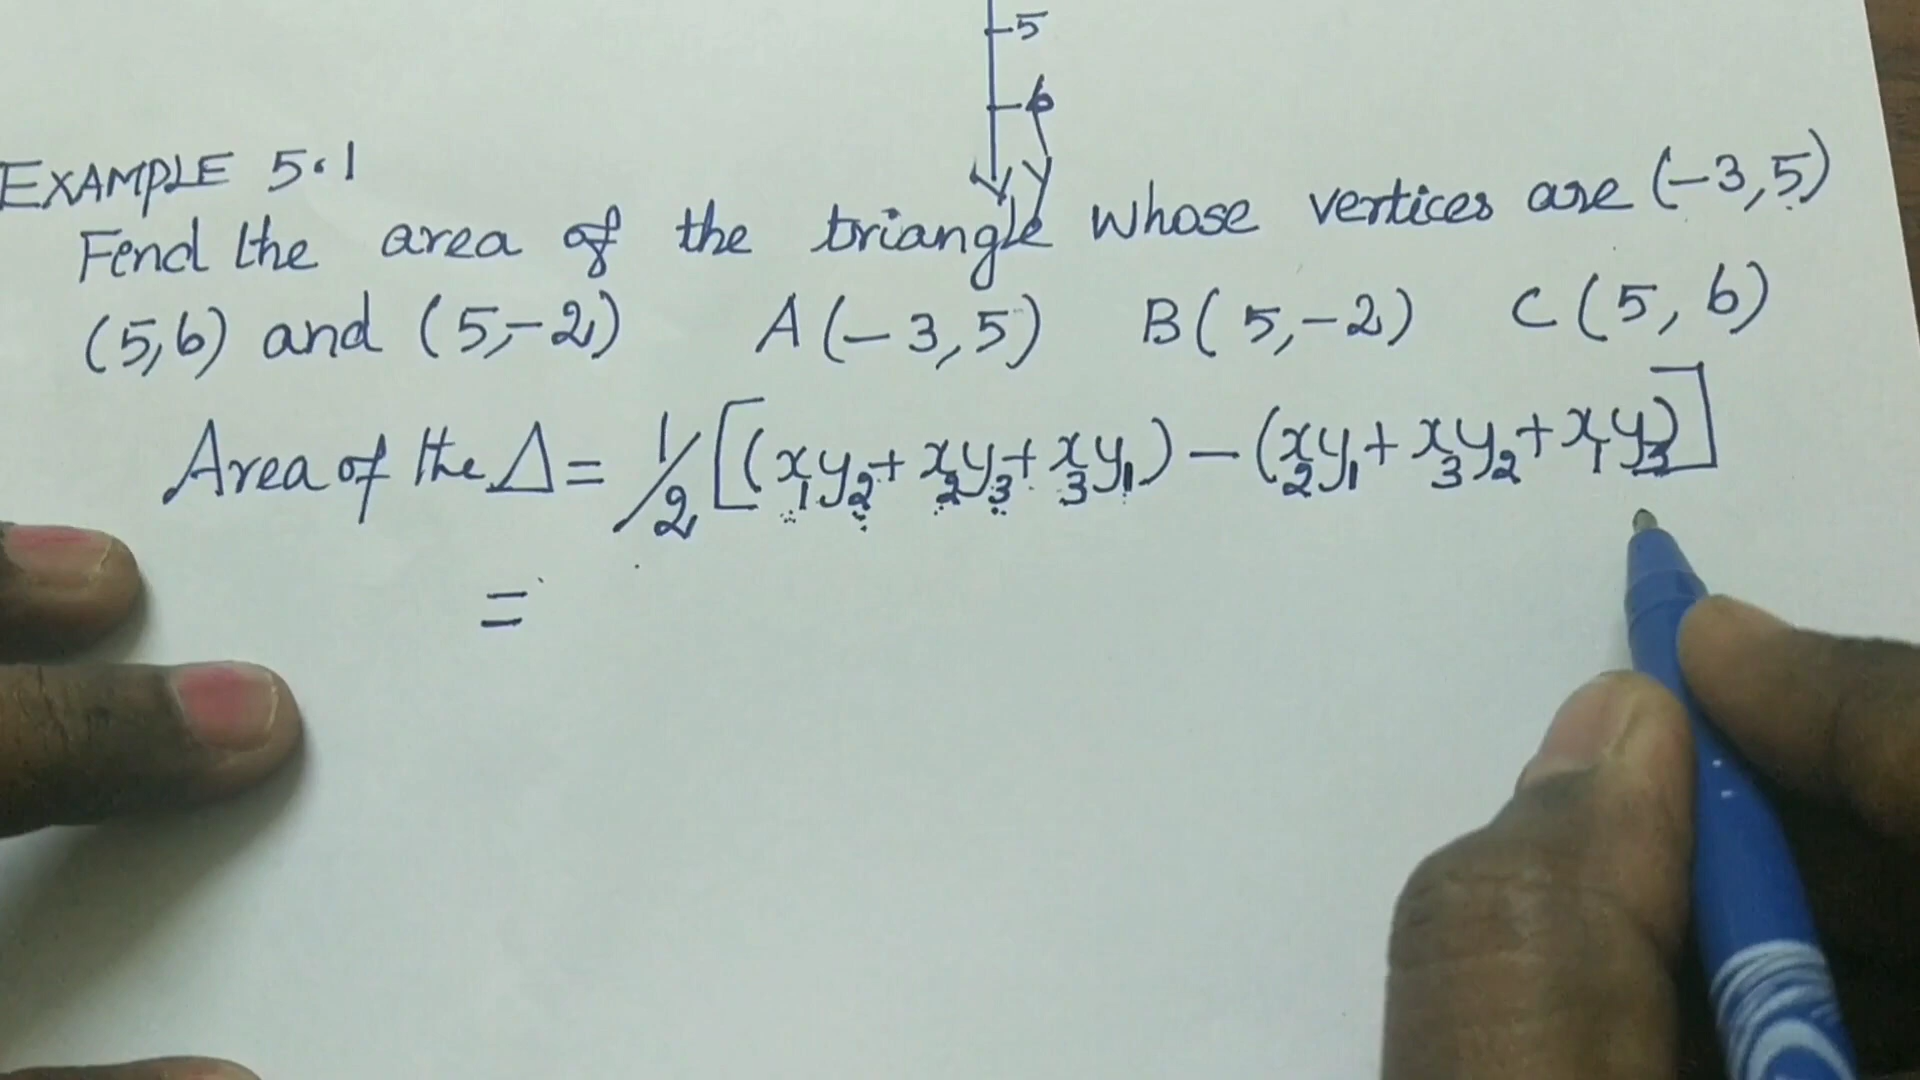 -5
-6
y'
EXAMPLE 5.1
Find the area of the triangle whose vertices are (-3,5)
(5,6) and (5,-2) A(-3,5) B(5,-2) C(5,6)
Area of the Δ = 1/2 [(x₁y₂+x₂y₃+x₃y₁) - (x₂y₁+x₃y₂+x₁y₃)]
=